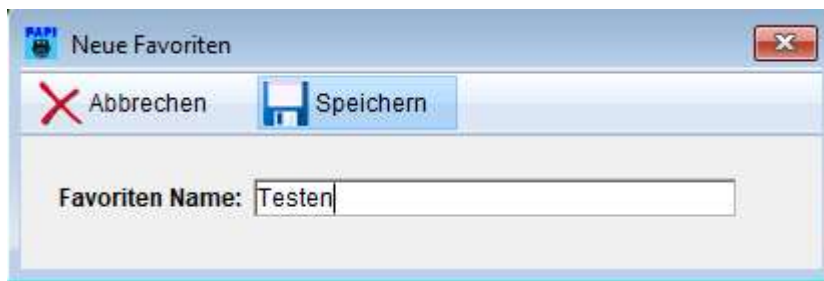 PAPI
Neue Favoriten
Abbrechen Speichern
Favoriten Name: Testen